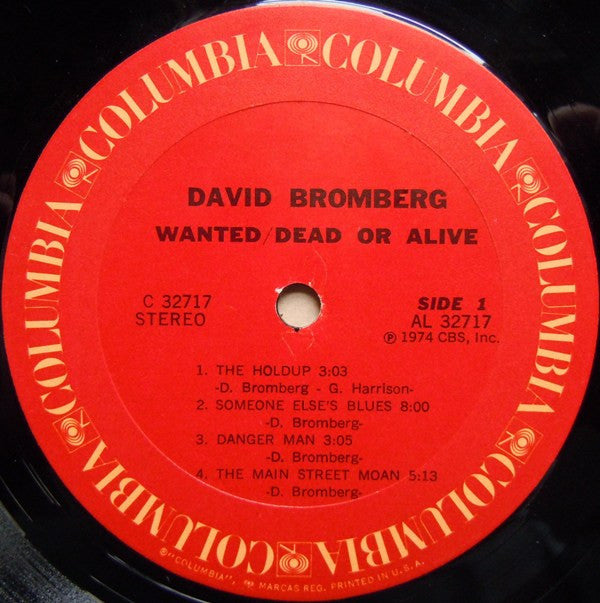 COLUMBIA COLUMBIA COLUMBIA COLUMBIA COLUMBIA COLUMBIA
DAVID BROMBERG
WANTED/DEAD OR ALIVE
C 32717
STEREO
SIDE 1
AL 32717
℗ 1974 CBS, Inc.
1. THE HOLDUP 3:03
-D. Bromberg - G. Harrison-
2. SOMEONE ELSE'S BLUES 8:00
-D. Bromberg-
3. DANGER MAN 3:05
-D. Bromberg-
4. THE MAIN STREET MOAN 5:13
-D. Bromberg-
®"COLUMBIA", MARCAS REG. PRINTED IN U.S.A.